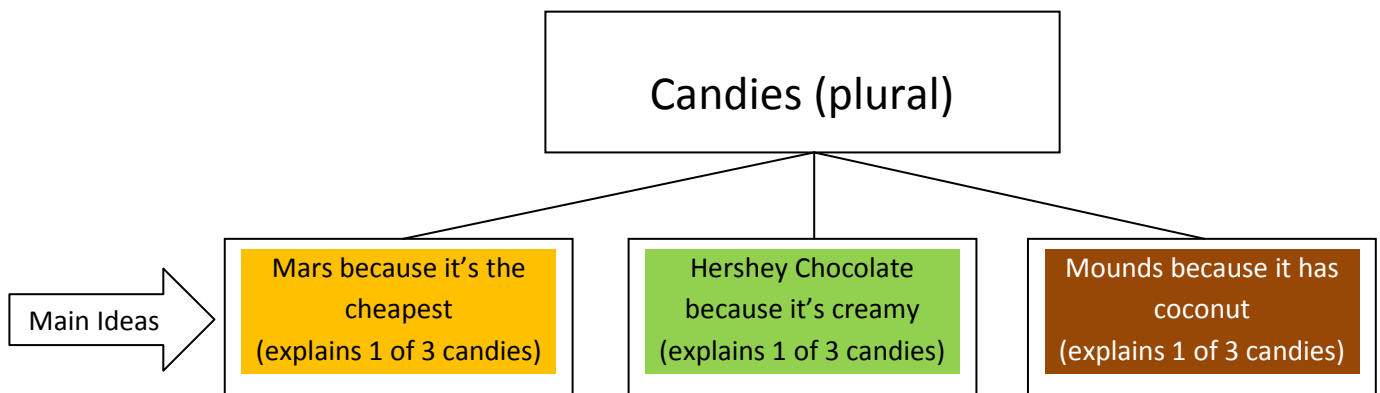 Candies (plural)
Main Ideas
Mars because it’s the
cheapest
(explains 1 of 3 candies)
Hershey Chocolate
because it’s creamy
(explains 1 of 3 candies)
Mounds because it has
coconut
(explains 1 of 3 candies)